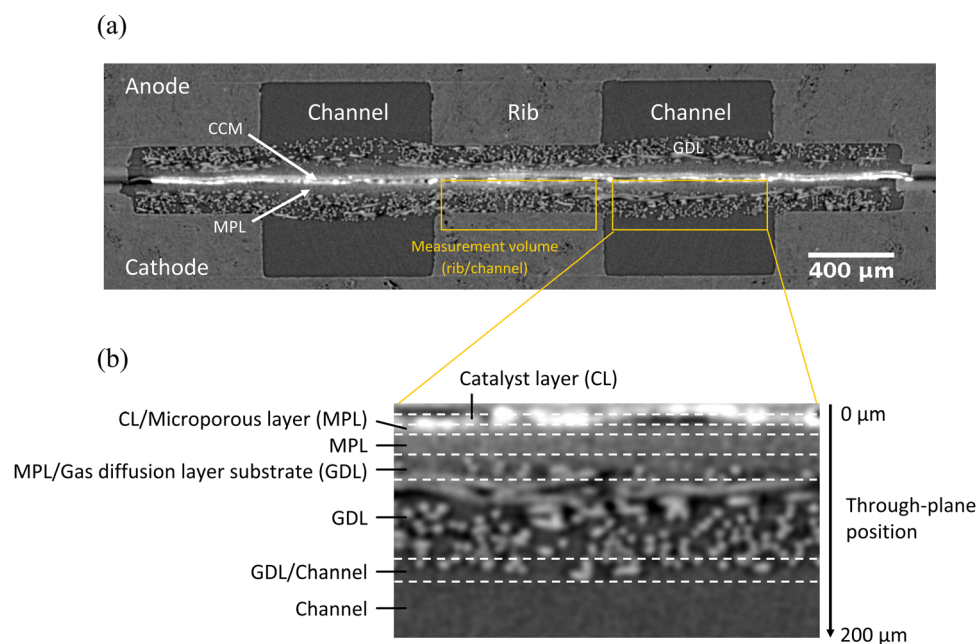 (a)
Anode
Channel
Rib
Channel
CCM
GDL
MPL
Measurement volume
(rib/channel)
Cathode
400 µm
(b)
Catalyst layer (CL)
0 µm
CL/Microporous layer (MPL)
MPL
MPL/Gas diffusion layer substrate (GDL)
GDL
Through-plane
position
GDL/Channel
Channel
200 µm